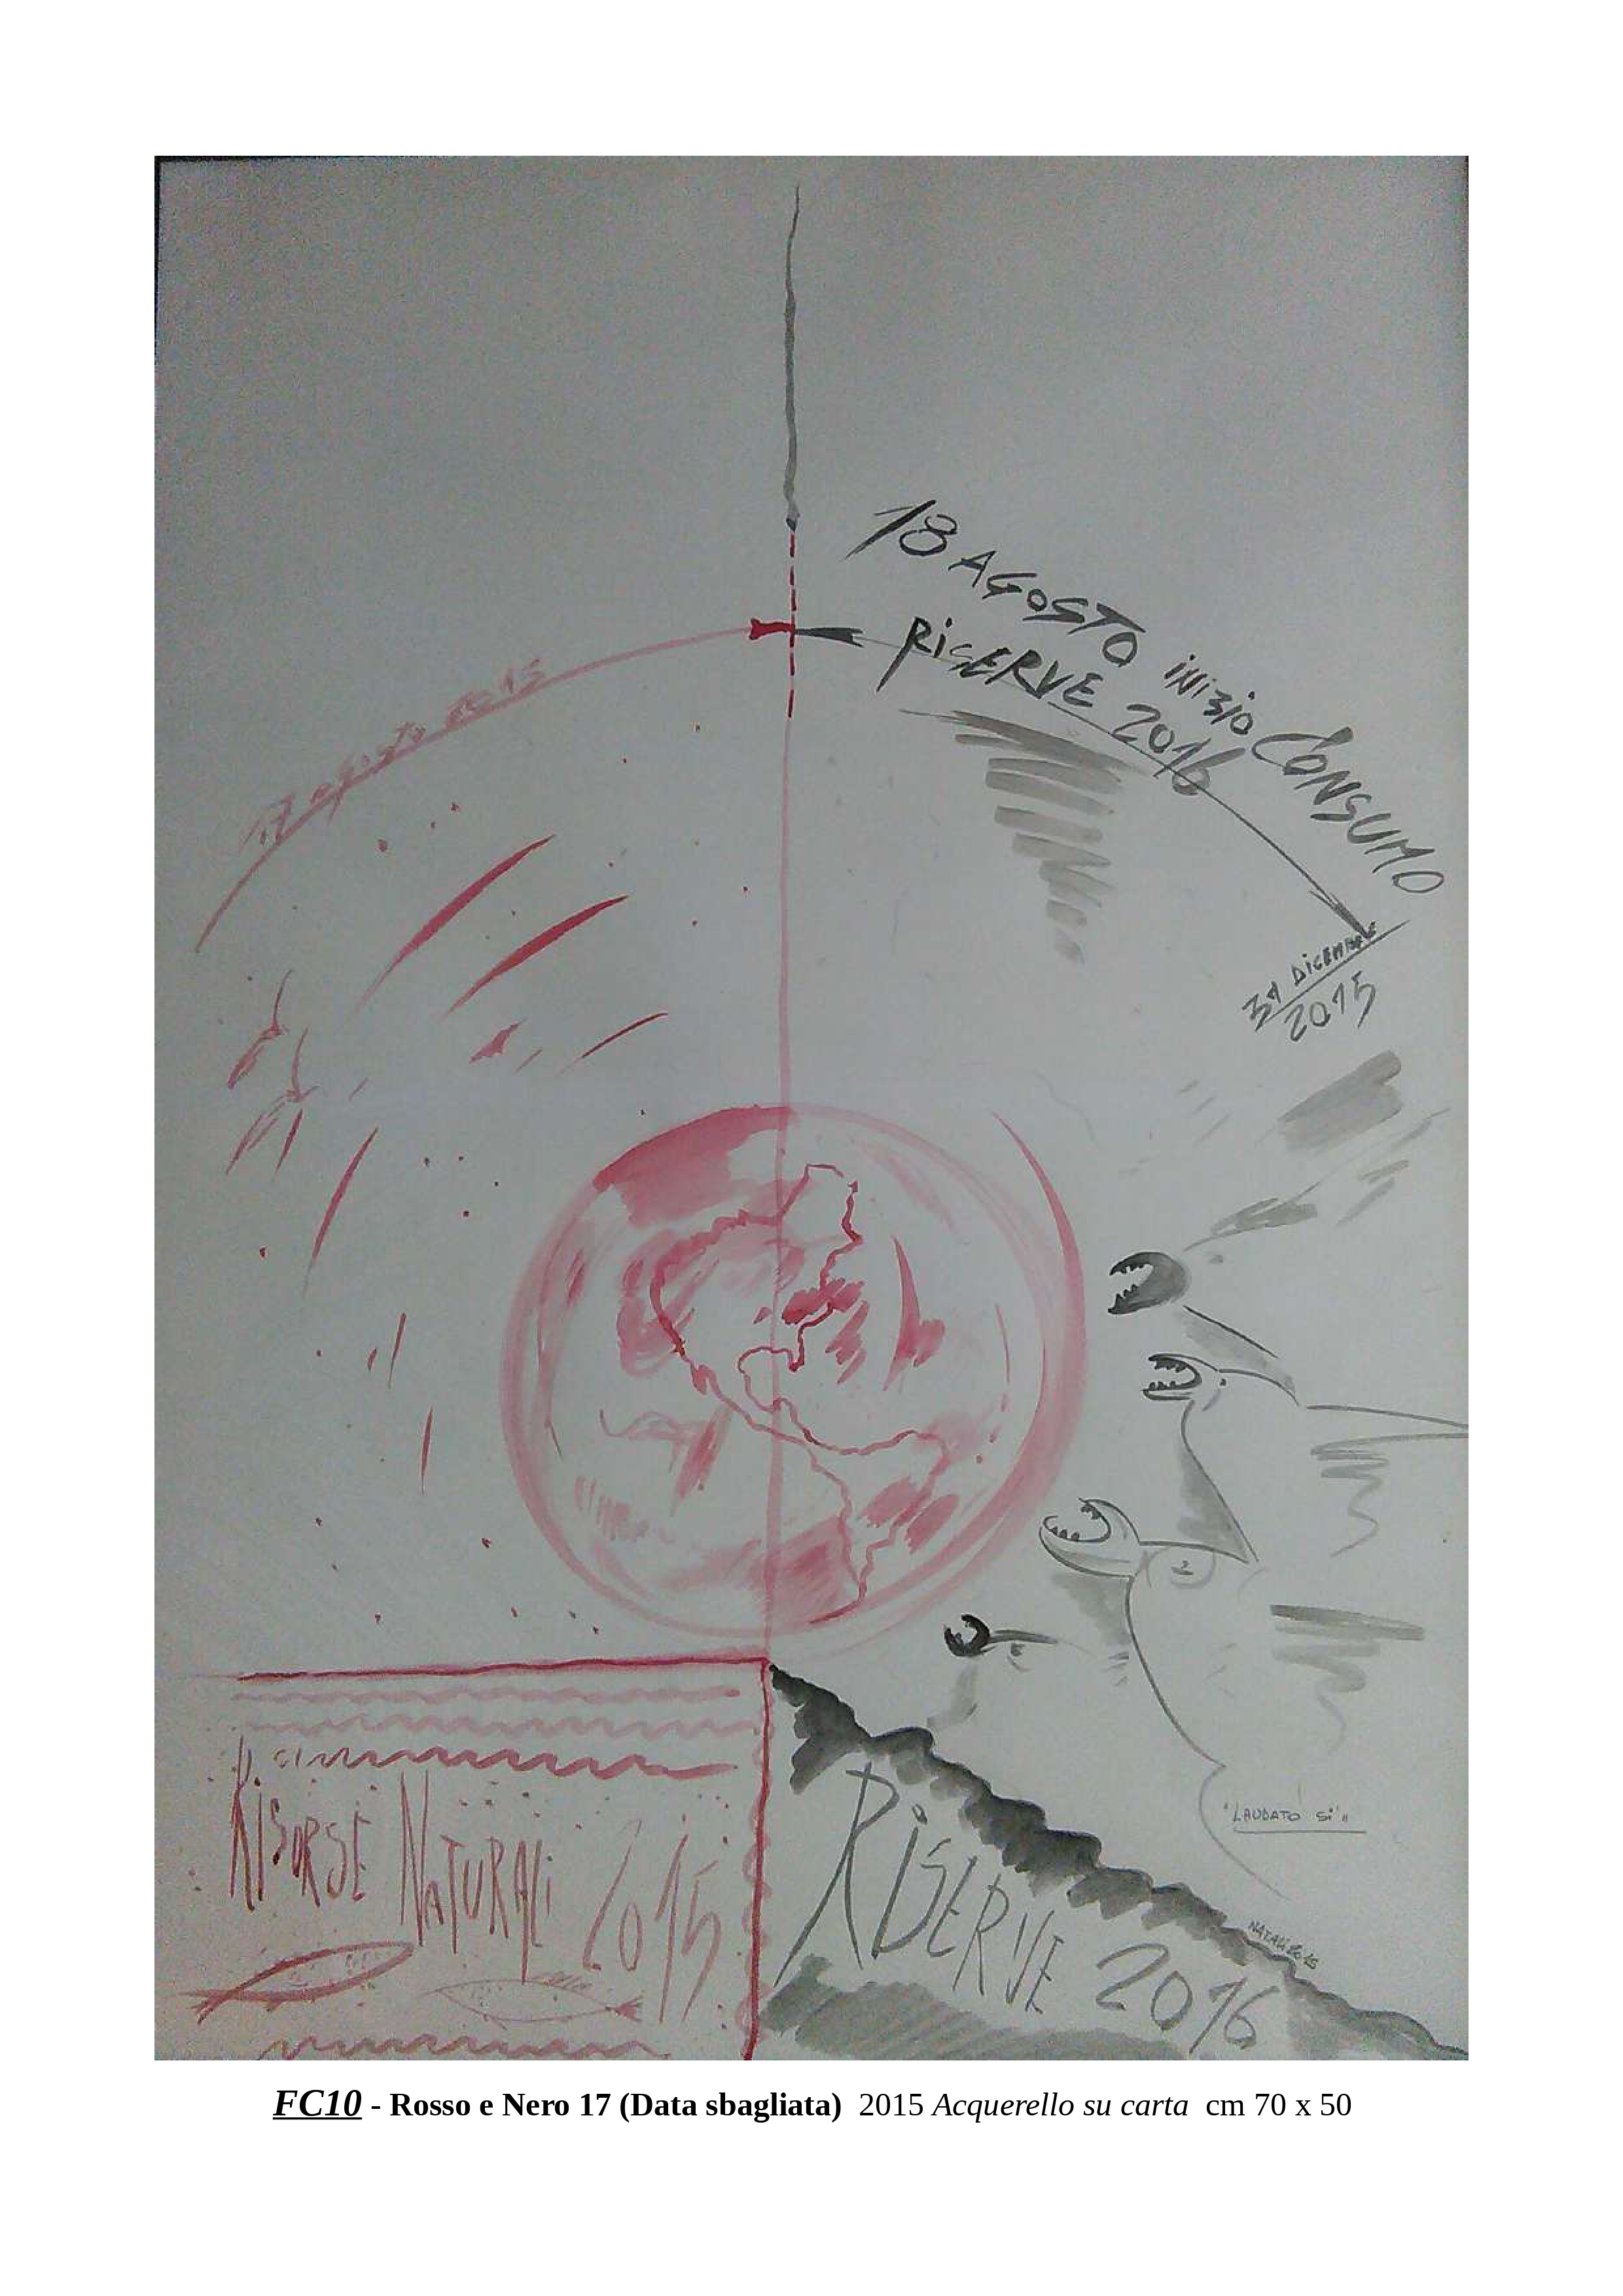 18 AGOSTO iNiZiO CONSUMO
RiSERVE 2016
17 agosto 2015
31 DiCEMBRE
2015
RiSORSE NATURALi 2015
RiSERVE 2016
"LAUDATO Si'"
NATALI 2015
FC10 - Rosso e Nero 17 (Data sbagliata) 2015 Acquerello su carta cm 70 x 50